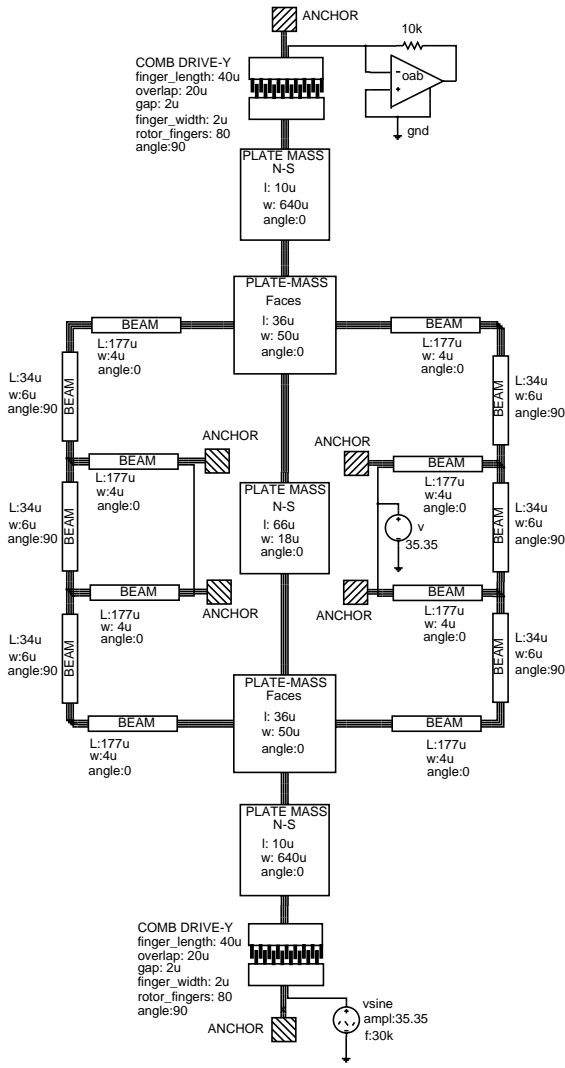 ANCHOR
10k
COMB DRIVE-Y
finger_length: 40u
overlap: 20u
gap: 2u
finger_width: 2u
rotor_fingers: 80
angle:90
oab
gnd
PLATE MASS
N-S
l: 10u
w: 640u
angle:0
PLATE-MASS
Faces
l: 36u
w: 50u
angle:0
BEAM
L:177u
w:4u
angle:0
BEAM
L:177u
w: 4u
angle:0
L:34u
w:6u
angle:90
BEAM
BEAM
L:34u
w:6u
angle:90
ANCHOR
ANCHOR
BEAM
L:177u
w:4u
angle:0
BEAM
L:177u
w:4u
angle:0
L:34u
w:6u
angle:90
BEAM
PLATE MASS
N-S
l: 66u
w: 18u
angle:0
v
35.35
BEAM
L:34u
w:6u
angle:90
BEAM
L:177u
w: 4u
angle:0
ANCHOR
ANCHOR
BEAM
L:177u
w: 4u
angle:0
L:34u
w:6u
angle:90
BEAM
BEAM
L:34u
w:6u
angle:90
PLATE-MASS
Faces
l: 36u
w: 50u
angle:0
BEAM
L:177u
w:4u
angle:0
BEAM
L:177u
w:4u
angle:0
PLATE MASS
N-S
l: 10u
w: 640u
angle:0
COMB DRIVE-Y
finger_length: 40u
overlap: 20u
gap: 2u
finger_width: 2u
rotor_fingers: 80
angle:90
ANCHOR
vsine
ampl:35.35
f:30k